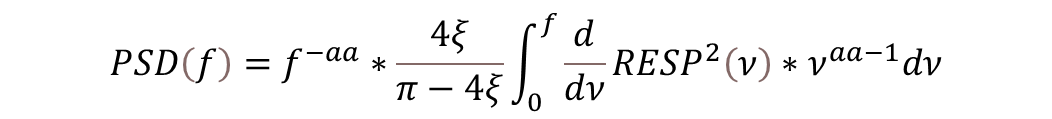 PSD(f) = f^{-aa} * \frac{4ξ}{π − 4ξ} \int_0^f \frac{d}{dν} RESP^2(ν) * ν^{aa−1} dν